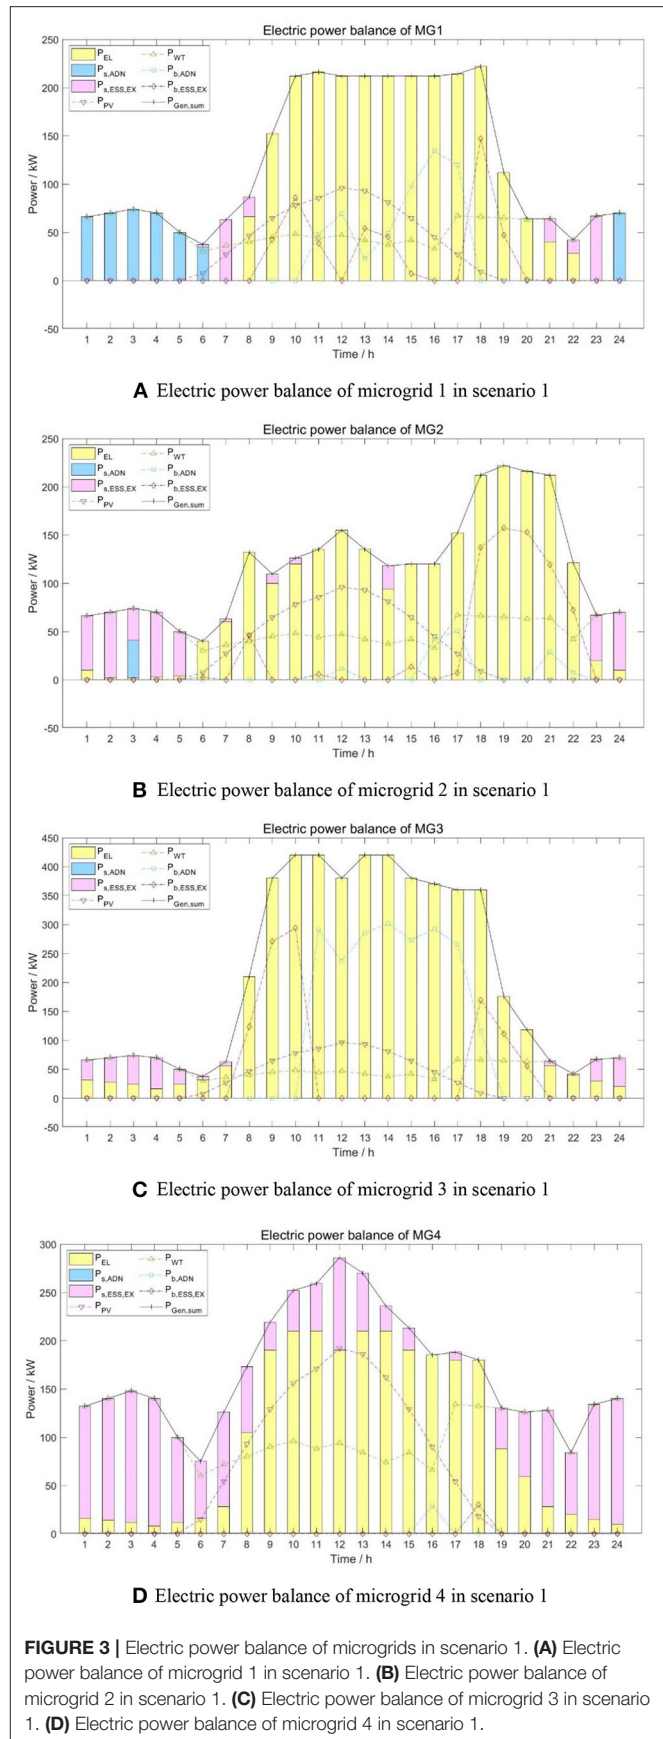 Electric power balance of MG1
250
200
150
100
50
0
-50
Power / kW
P_EL
P_s,ADN
P_s,ESS,EX
P_PV
P_WT
P_b,ADN
P_b,ESS,EX
P_Gen,sum
1 2 3 4 5 6 7 8 9 10 11 12 13 14 15 16 17 18 19 20 21 22 23 24
Time / h
A Electric power balance of microgrid 1 in scenario 1
Electric power balance of MG2
250
200
150
100
50
0
-50
Power / kW
P_EL
P_s,ADN
P_s,ESS,EX
P_PV
P_WT
P_b,ADN
P_b,ESS,EX
P_Gen,sum
1 2 3 4 5 6 7 8 9 10 11 12 13 14 15 16 17 18 19 20 21 22 23 24
Time / h
B Electric power balance of microgrid 2 in scenario 1
Electric power balance of MG3
450
400
350
300
250
200
150
100
50
0
-50
Power / kW
P_EL
P_s,ADN
P_s,ESS,EX
P_PV
P_WT
P_b,ADN
P_b,ESS,EX
P_Gen,sum
1 2 3 4 5 6 7 8 9 10 11 12 13 14 15 16 17 18 19 20 21 22 23 24
Time / h
C Electric power balance of microgrid 3 in scenario 1
Electric power balance of MG4
300
250
200
150
100
50
0
Power / kW
P_EL
P_s,ADN
P_s,ESS,EX
P_PV
P_WT
P_b,ADN
P_b,ESS,EX
P_Gen,sum
1 2 3 4 5 6 7 8 9 10 11 12 13 14 15 16 17 18 19 20 21 22 23 24
Time / h
D Electric power balance of microgrid 4 in scenario 1
FIGURE 3 | Electric power balance of microgrids in scenario 1. (A) Electric
power balance of microgrid 1 in scenario 1. (B) Electric power balance of
microgrid 2 in scenario 1. (C) Electric power balance of microgrid 3 in scenario
1. (D) Electric power balance of microgrid 4 in scenario 1.